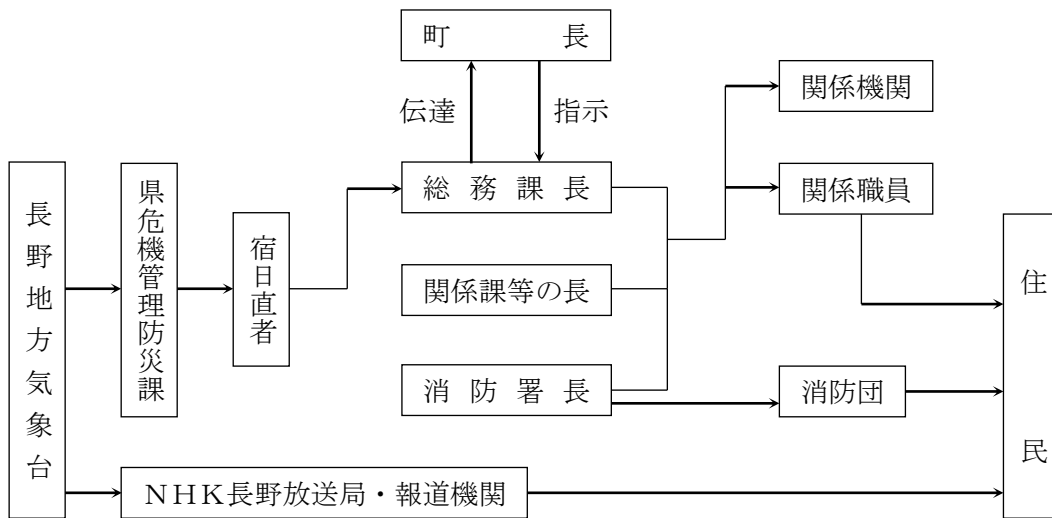 町　　　長
伝達
指示
関係機関
総務課長
関係職員
長野地方気象台
県危機管理防災課
宿日直者
関係課等の長
住　　　民
消防署長
消防団
ＮＨＫ長野放送局・報道機関